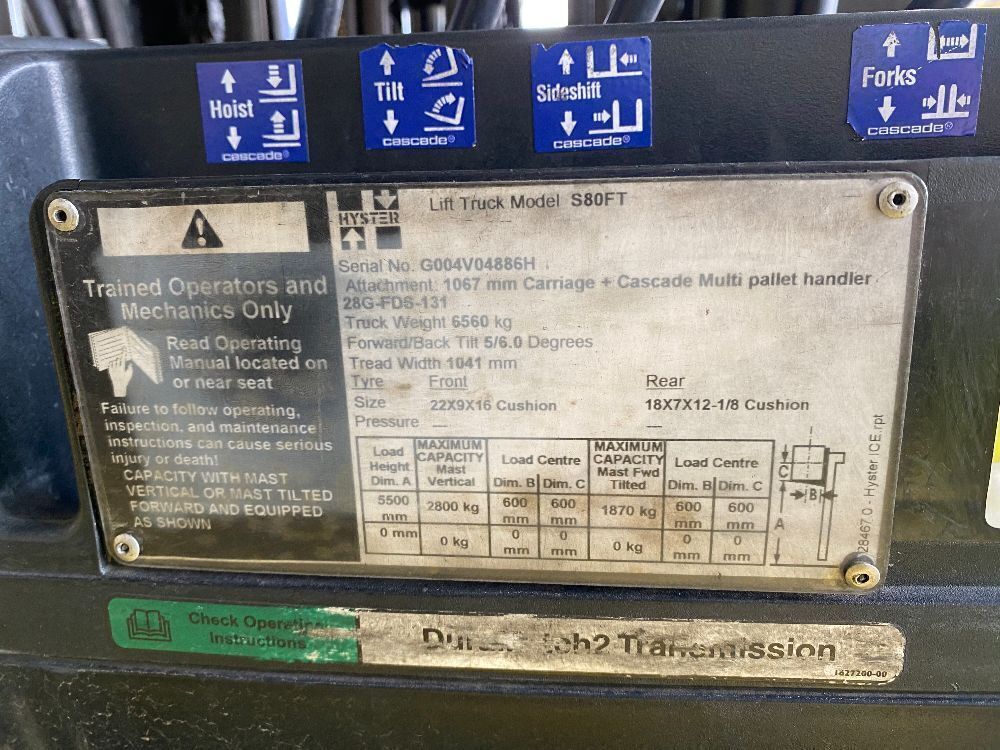 Hoist
cascade®
Tilt
cascade®
Sideshift
cascade®
Forks
cascade®
HYSTER
Lift Truck Model S80FT
Serial No. G004V04886H
Attachment: 1067 mm Carriage + Cascade Multi pallet handler
28G-FDS-131
Truck Weight 6560 kg
Forward/Back Tilt 5/6.0 Degrees
Tread Width 1041 mm
Tyre Front Rear
Size 22X9X16 Cushion 18X7X12-1/8 Cushion
Pressure — —
Trained Operators and
Mechanics Only
Read Operating
Manual located on
or near seat
Failure to follow operating,
inspection, and maintenance
instructions can cause serious
injury or death!
CAPACITY WITH MAST
VERTICAL OR MAST TILTED
FORWARD AND EQUIPPED
AS SHOWN
Load
Height
Dim. A
MAXIMUM
CAPACITY
Mast
Vertical
Load Centre
Dim. B Dim. C
MAXIMUM
CAPACITY
Mast Fwd
Tilted
Load Centre
Dim. B Dim. C
5500 mm 2800 kg 600 mm 600 mm 1870 kg 600 mm 600 mm
0 mm 0 kg 0 mm 0 mm 0 kg 0 mm 0 mm
C
B
A
28467.0 - Hyster ICE.rpt
Check
Instructions
Transmission
1627200-00